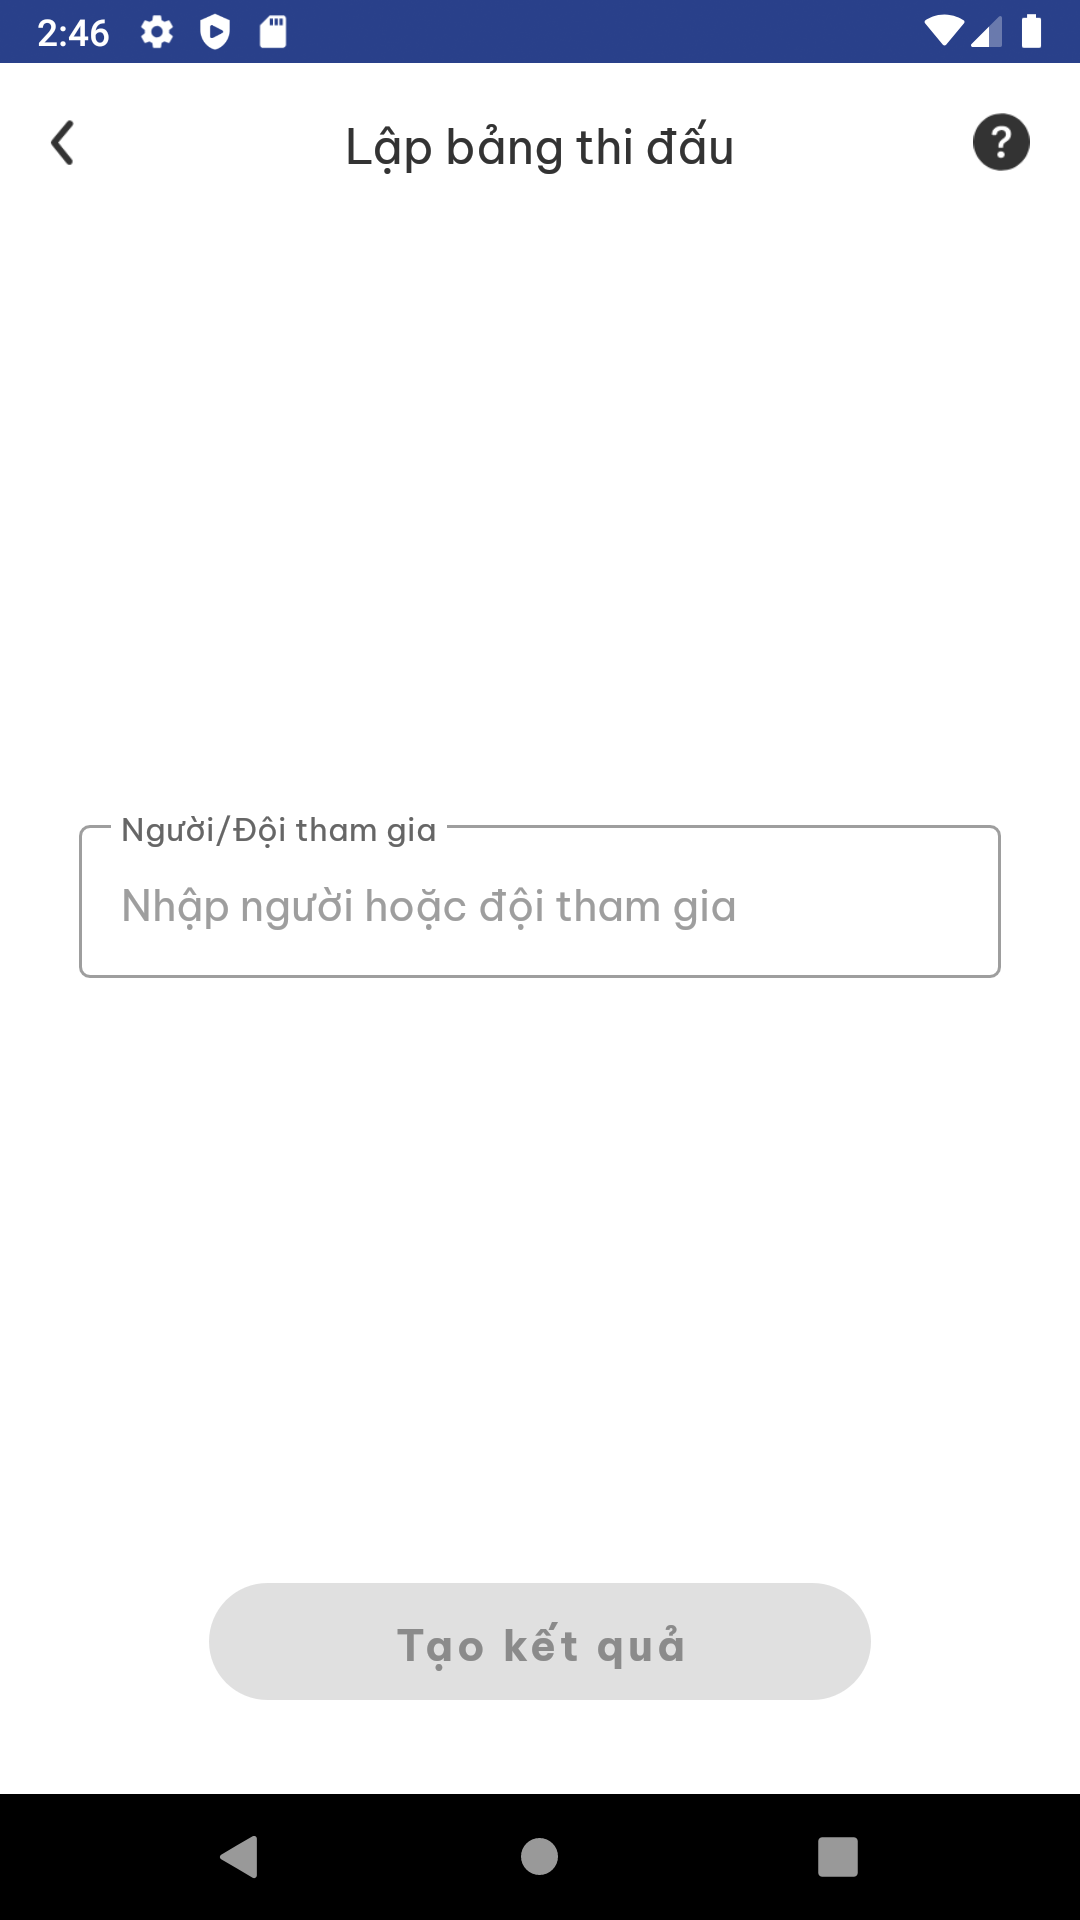 2:46
Lập bảng thi đấu
?
Người/Đội tham gia
Nhập người hoặc đội tham gia
Tạo kết quả